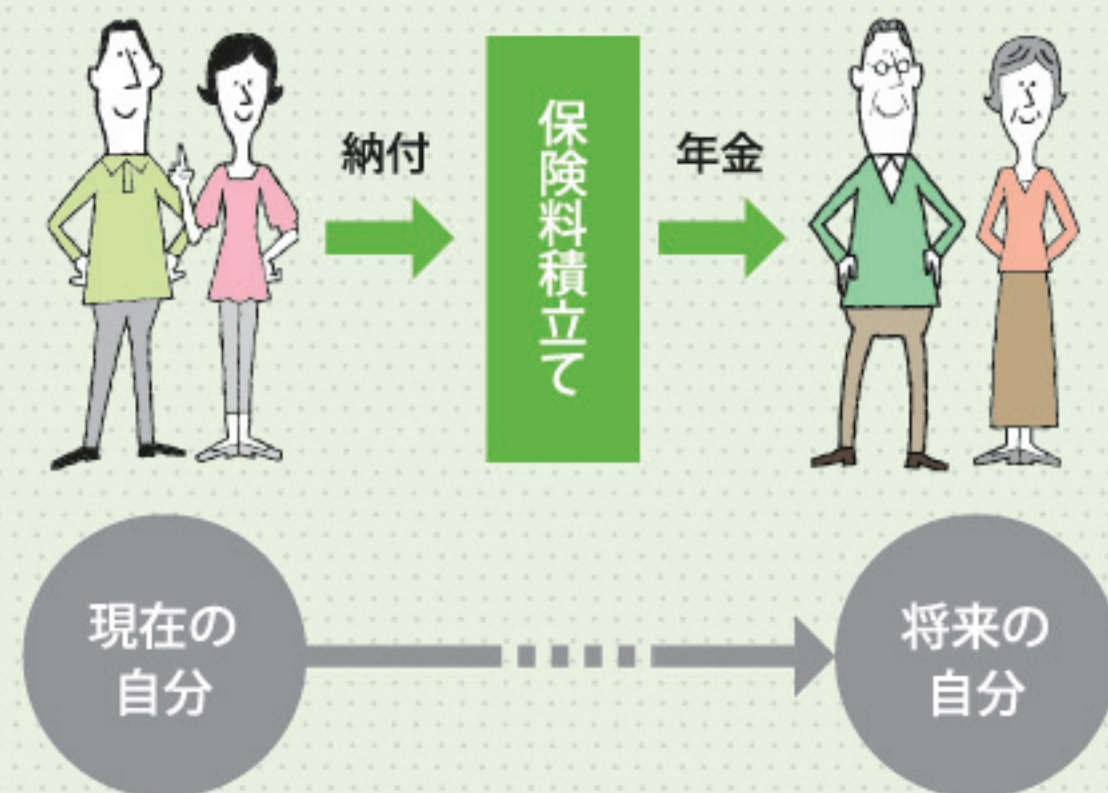 納付
保険料積立て
年金
現在の
自分
将来の
自分